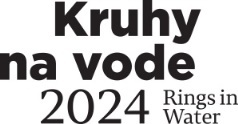 Kruhy
na vode
2024 Rings in
Water